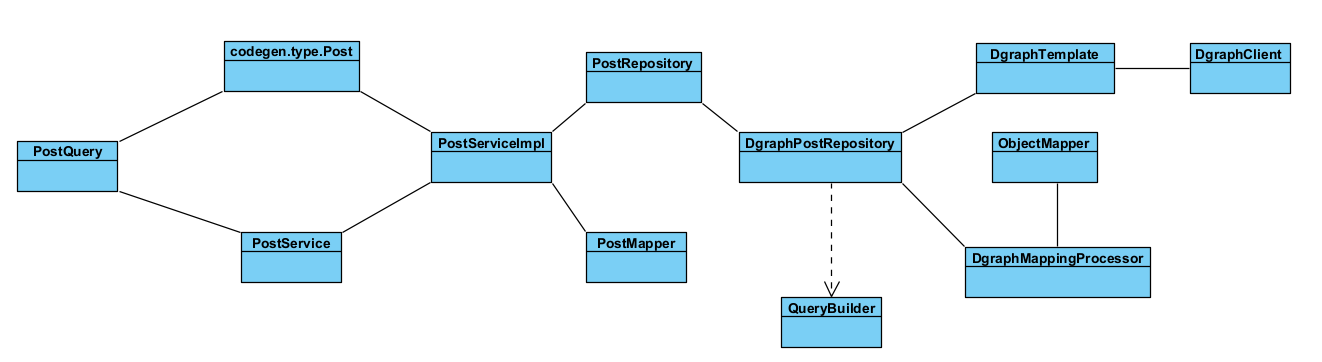 codegen.type.Post
PostRepository
DgraphTemplate
DgraphClient
PostQuery
PostServiceImpl
DgraphPostRepository
ObjectMapper
PostService
PostMapper
DgraphMappingProcessor
QueryBuilder